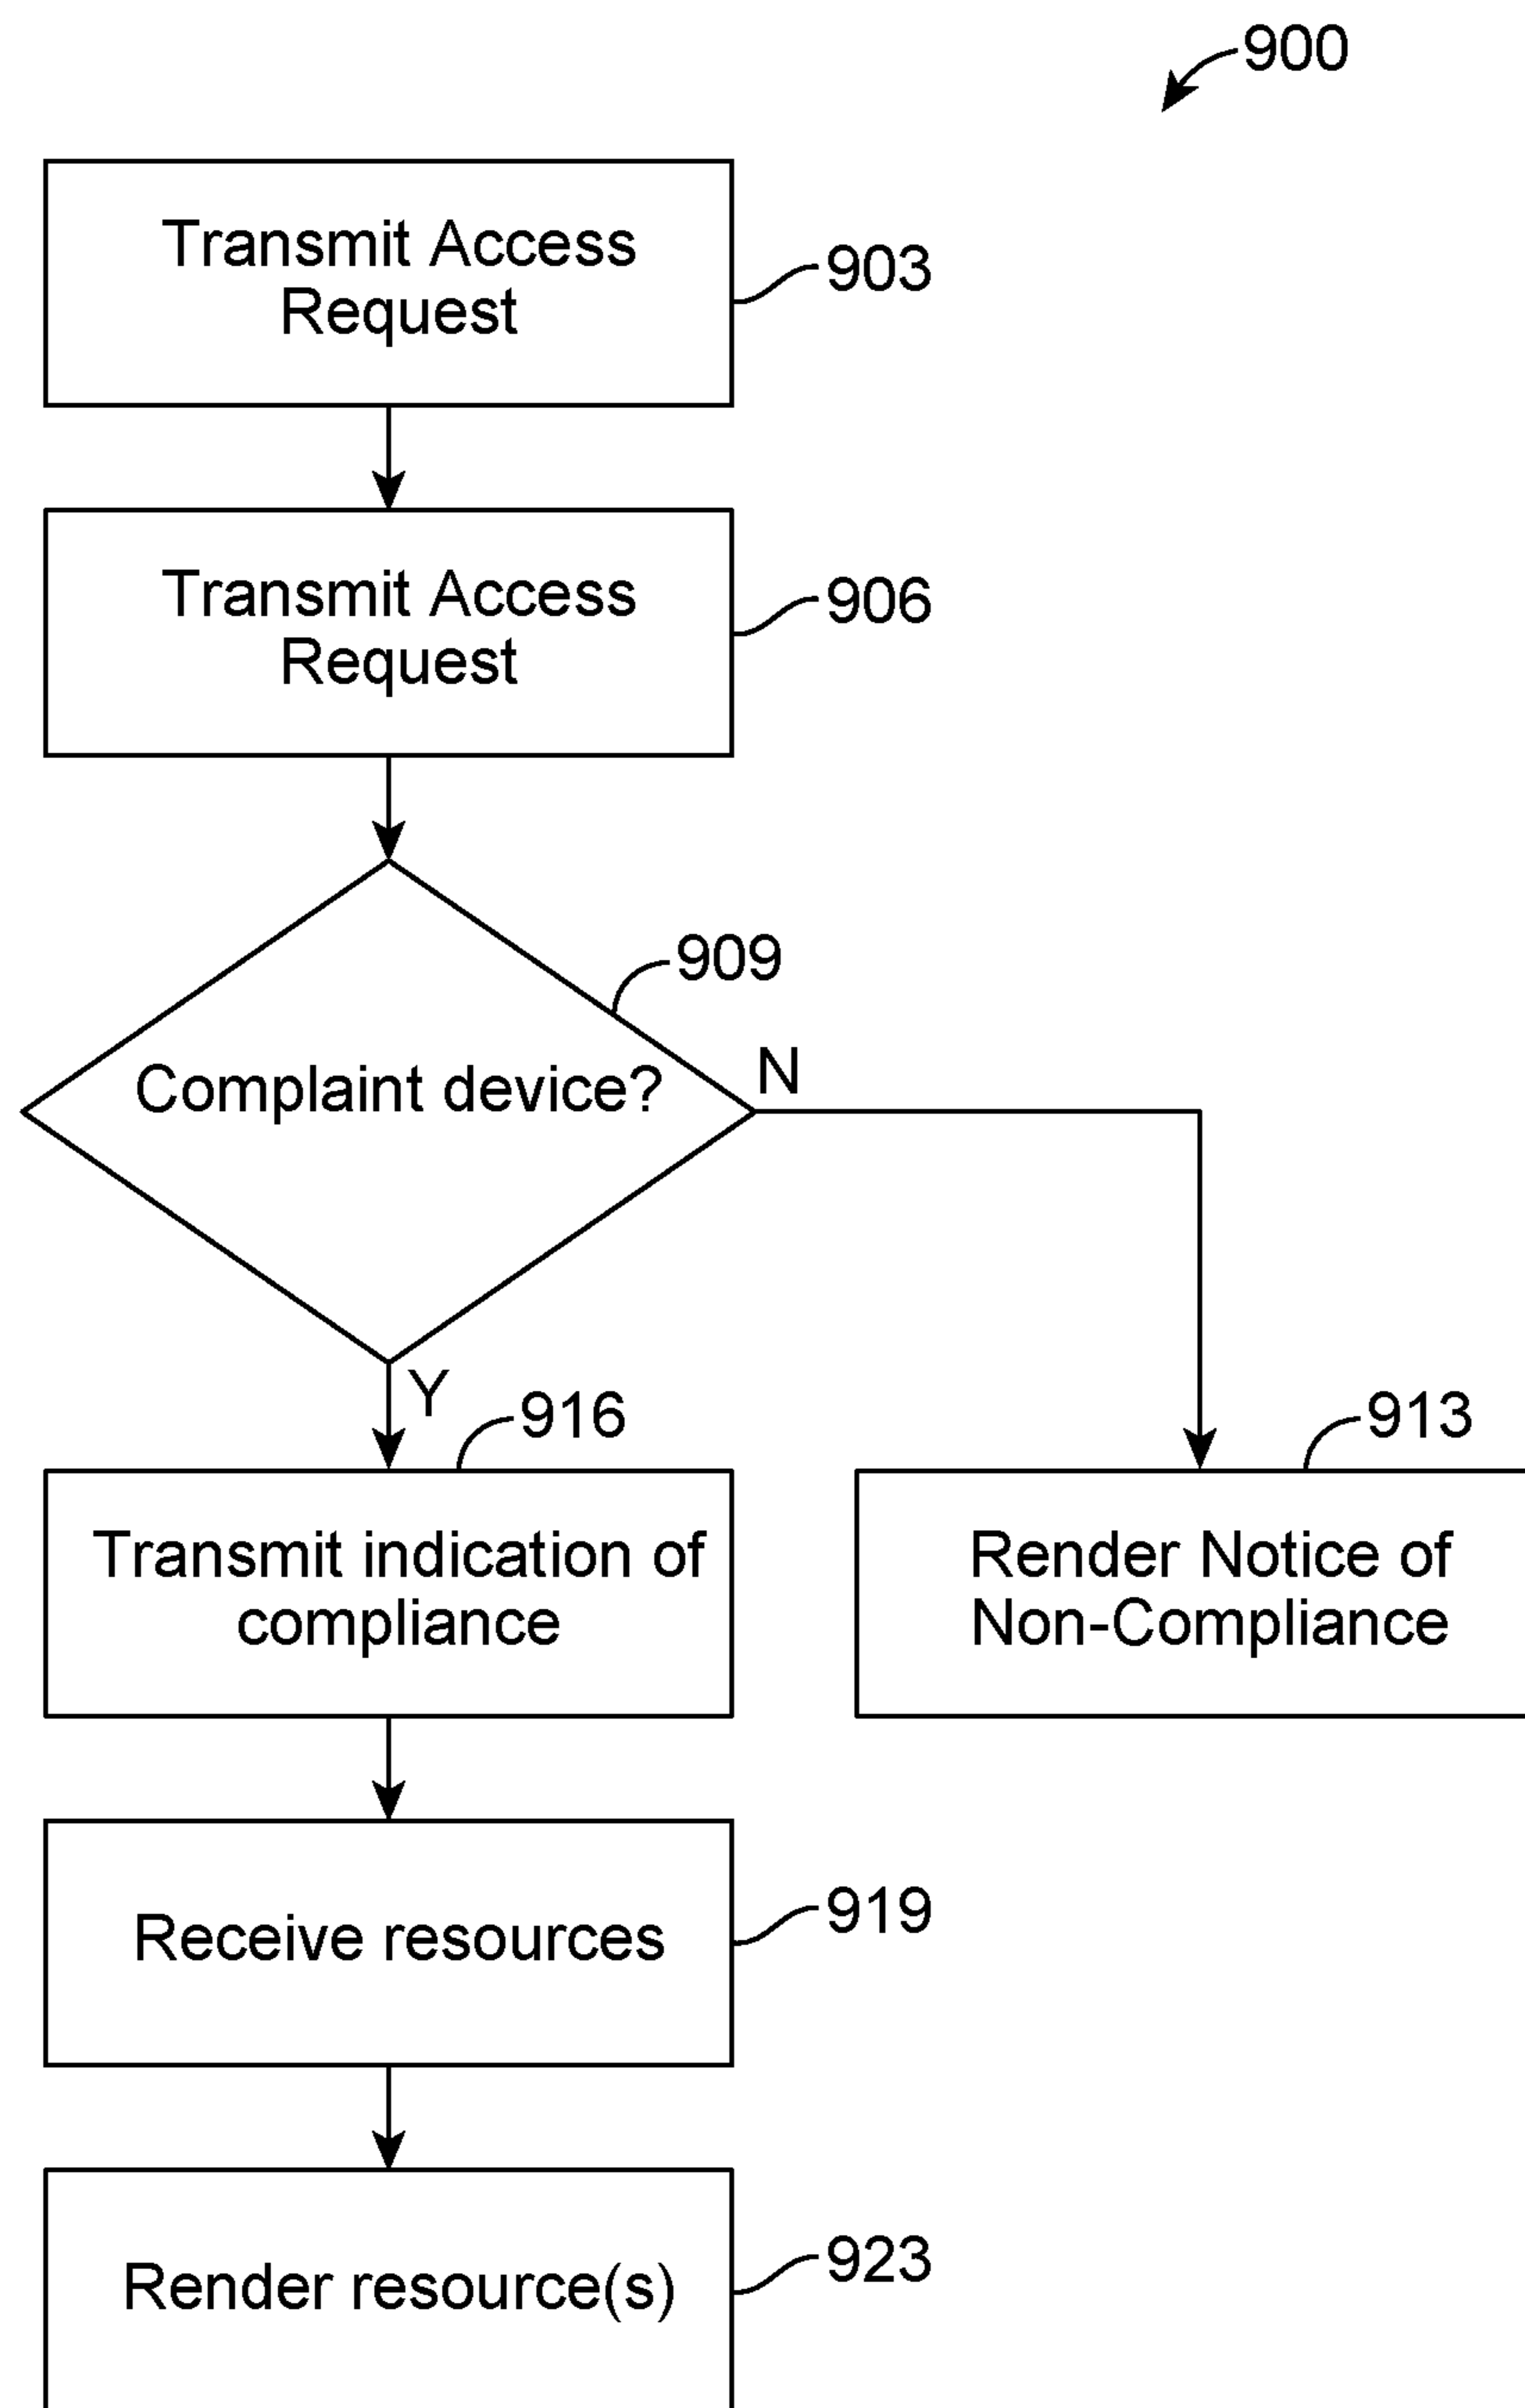 900
Transmit Access
Request
903
Transmit Access
Request
906
909
Complaint device?
N
Y
916
913
Transmit indication of
compliance
Render Notice of
Non-Compliance
Receive resources
919
Render resource(s)
923